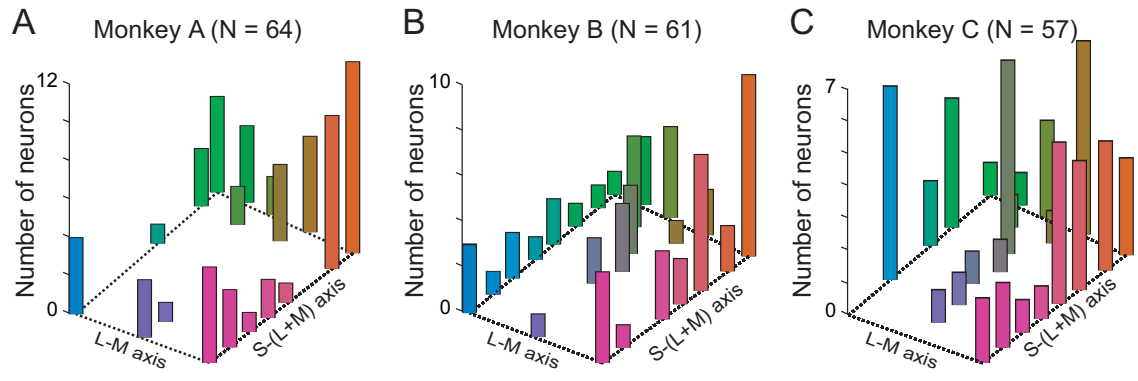 A
Monkey A (N = 64)
12
0
Number of neurons
L-M axis
S-(L+M) axis
B
Monkey B (N = 61)
10
0
Number of neurons
L-M axis
S-(L+M) axis
C
Monkey C (N = 57)
7
0
Number of neurons
L-M axis
S-(L+M) axis